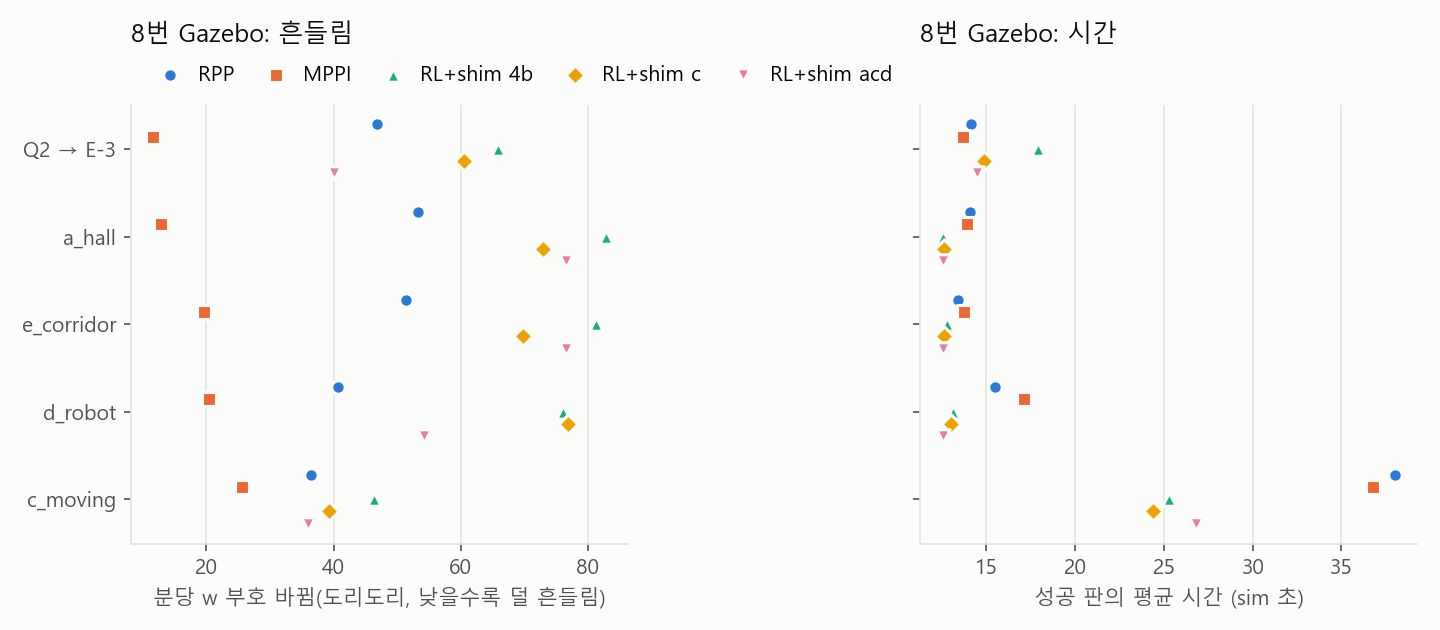 8번 Gazebo: 흔들림
8번 Gazebo: 시간
RPP MPPI RL+shim 4b RL+shim c RL+shim acd
Q2 → E-3
a_hall
e_corridor
d_robot
c_moving
20 40 60 80
15 20 25 30 35
분당 w 부호 바뀜(도리도리, 낮을수록 덜 흔들림)
성공 판의 평균 시간 (sim 초)